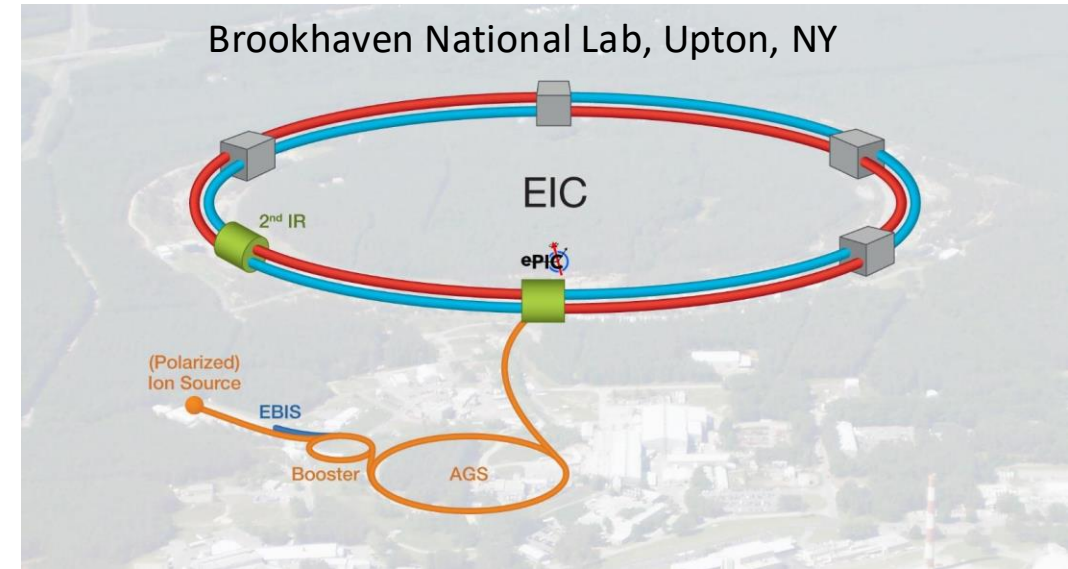 Brookhaven National Lab, Upton, NY
EIC
2nd IR
ePIC
(Polarized)
Ion Source
EBIS
Booster
AGS